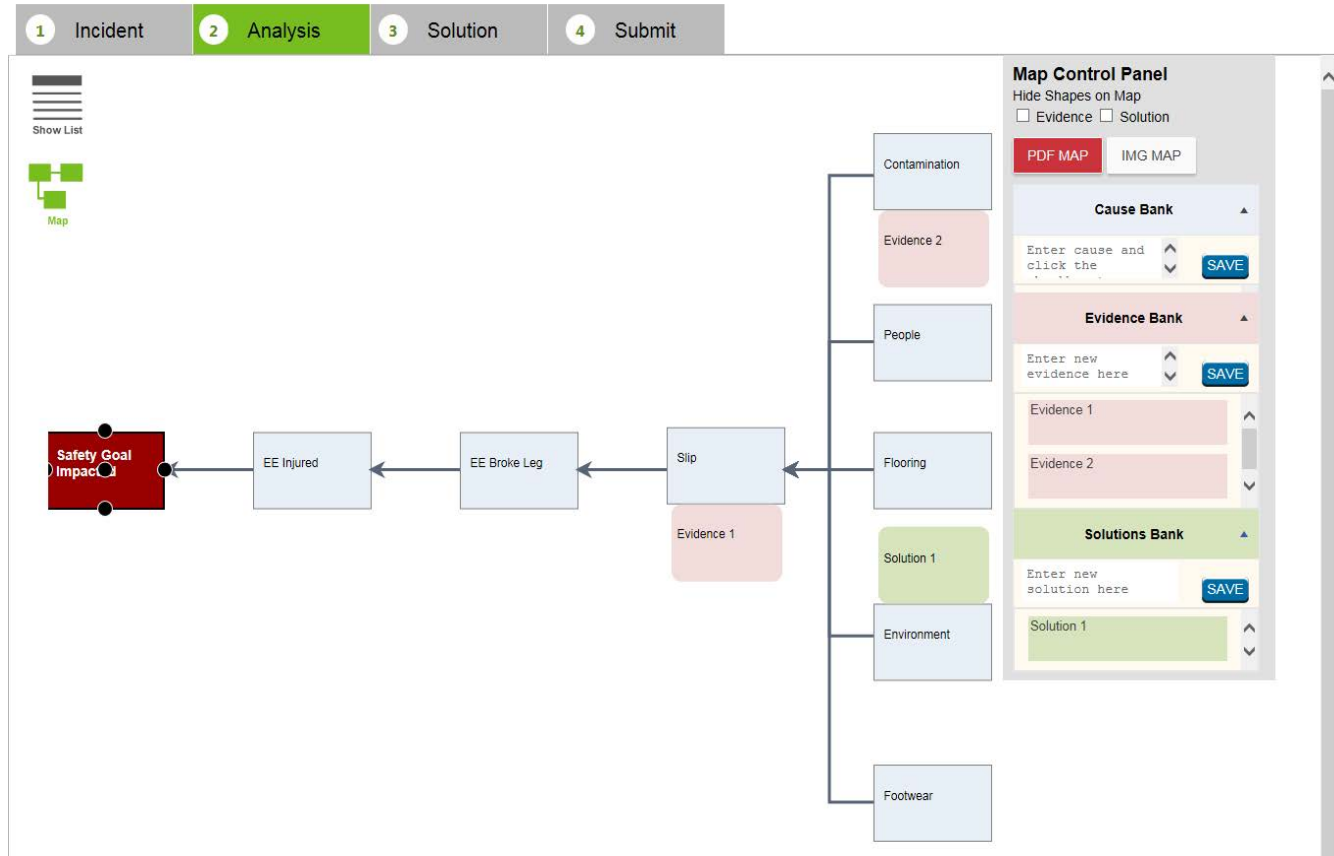 1 Incident
2 Analysis
3 Solution
4 Submit
Show List
Map
Safety Goal
Impacted
EE Injured
EE Broke Leg
Slip
Evidence 1
Contamination
Evidence 2
People
Flooring
Solution 1
Environment
Footwear
Map Control Panel
Hide Shapes on Map
Evidence Solution
PDF MAP IMG MAP
Cause Bank
Enter cause and
click the
SAVE
Evidence Bank
Enter new
evidence here
SAVE
Evidence 1
Evidence 2
Solutions Bank
Enter new
solution here
SAVE
Solution 1